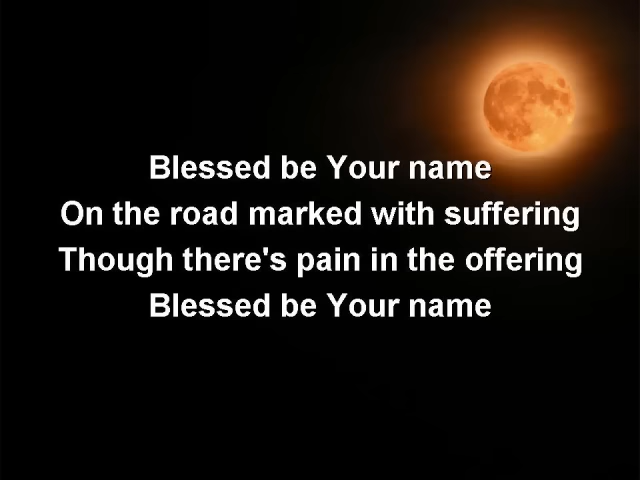 Blessed be Your name
On the road marked with suffering
Though there's pain in the offering
Blessed be Your name